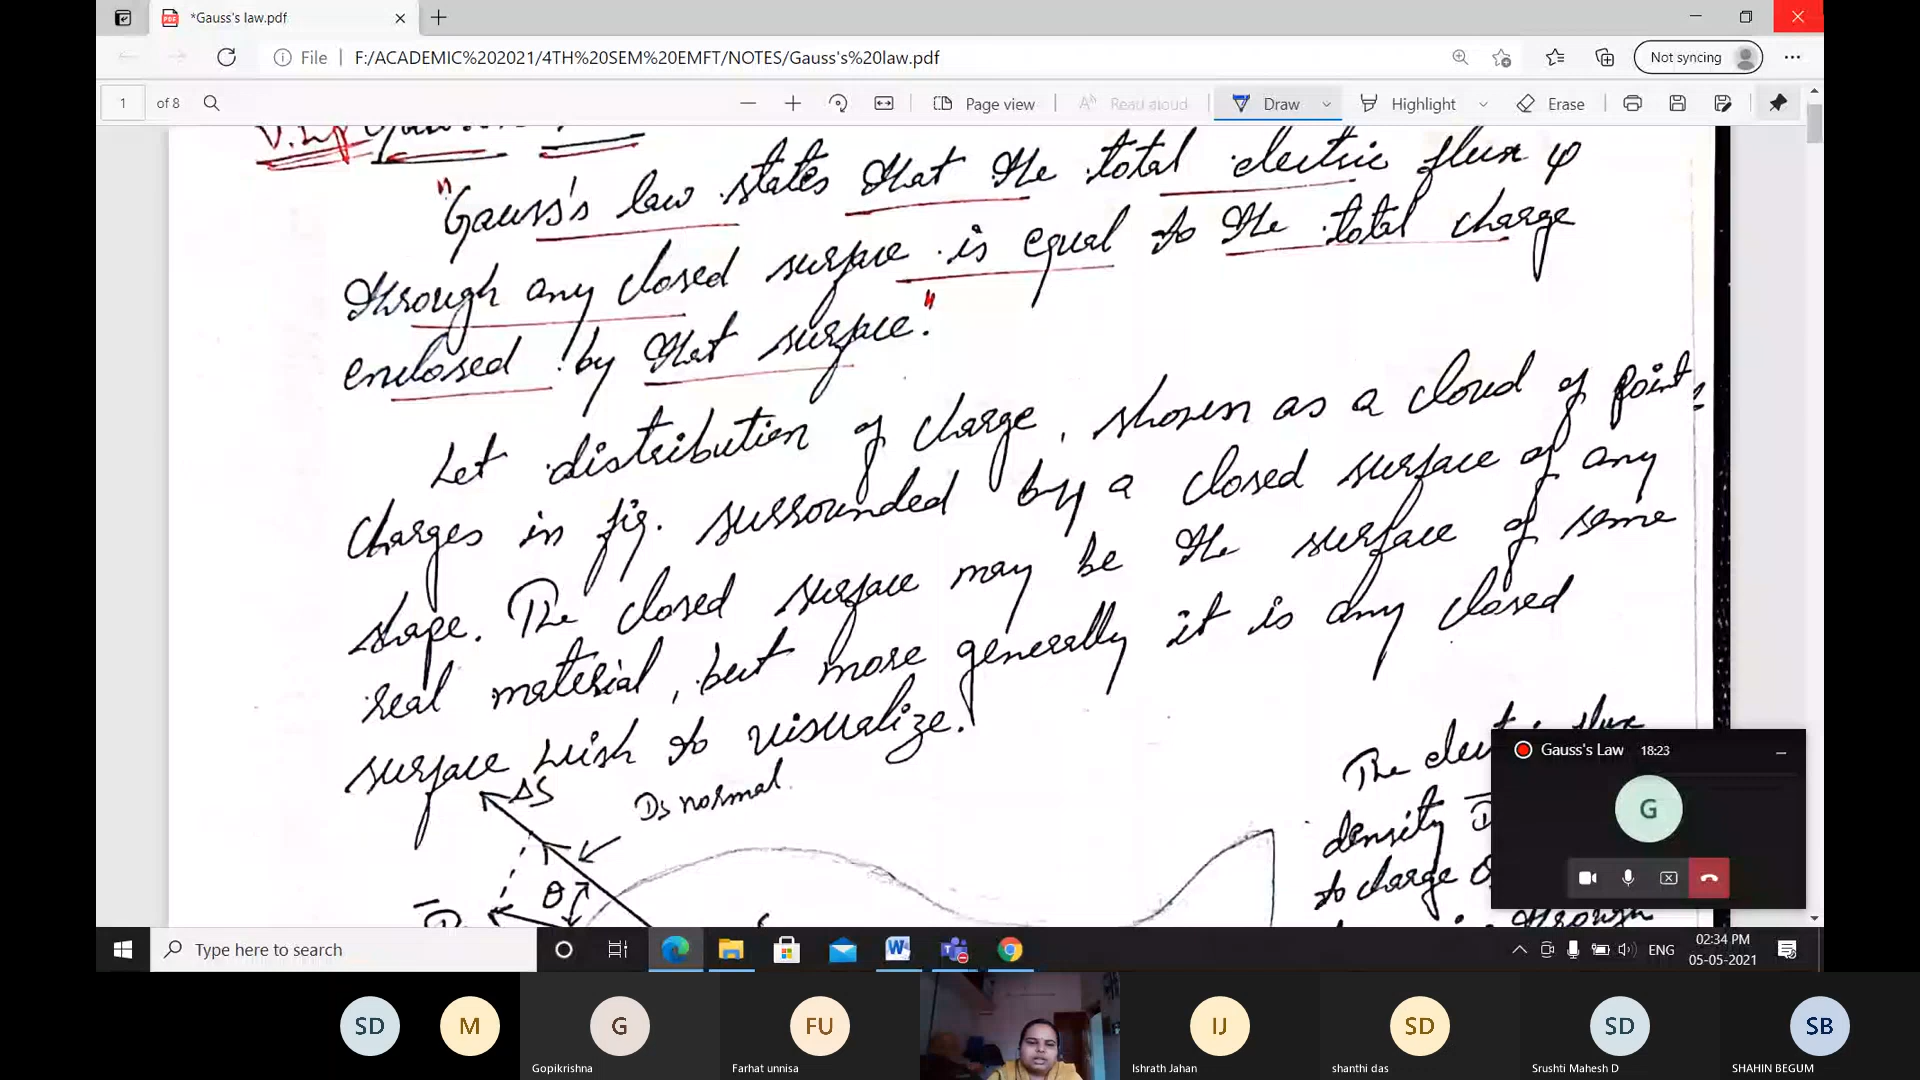 *Gauss's law.pdf
File F:/ACADEMIC%202021/4TH%20SEM%20EMFT/NOTES/Gauss's%20law.pdf
Not syncing
1 of 8
Page view
Read aloud
Draw
Highlight
Erase
V.Imp
"Gauss's law states that the total electric flux ψ
through any closed surface is equal to the total charge
enclosed by that surface."
Let distribution of charge, shown as a cloud of point
charges in fig. surrounded by a closed surface of any
shape. The closed surface may be the surface of some
real material, but more generally it is any closed
surface wish to visualize.
ΔS
Ds normal.
θ
The elect
density D
to charge
through
Gauss's Law 18:23
G
Type here to search
ENG
02:34 PM
05-05-2021
SD
M
G
FU
IJ
SD
SD
SB
Gopikrishna
Farhat unnisa
Ishrath Jahan
shanthi das
Srushti Mahesh D
SHAHIN BEGUM